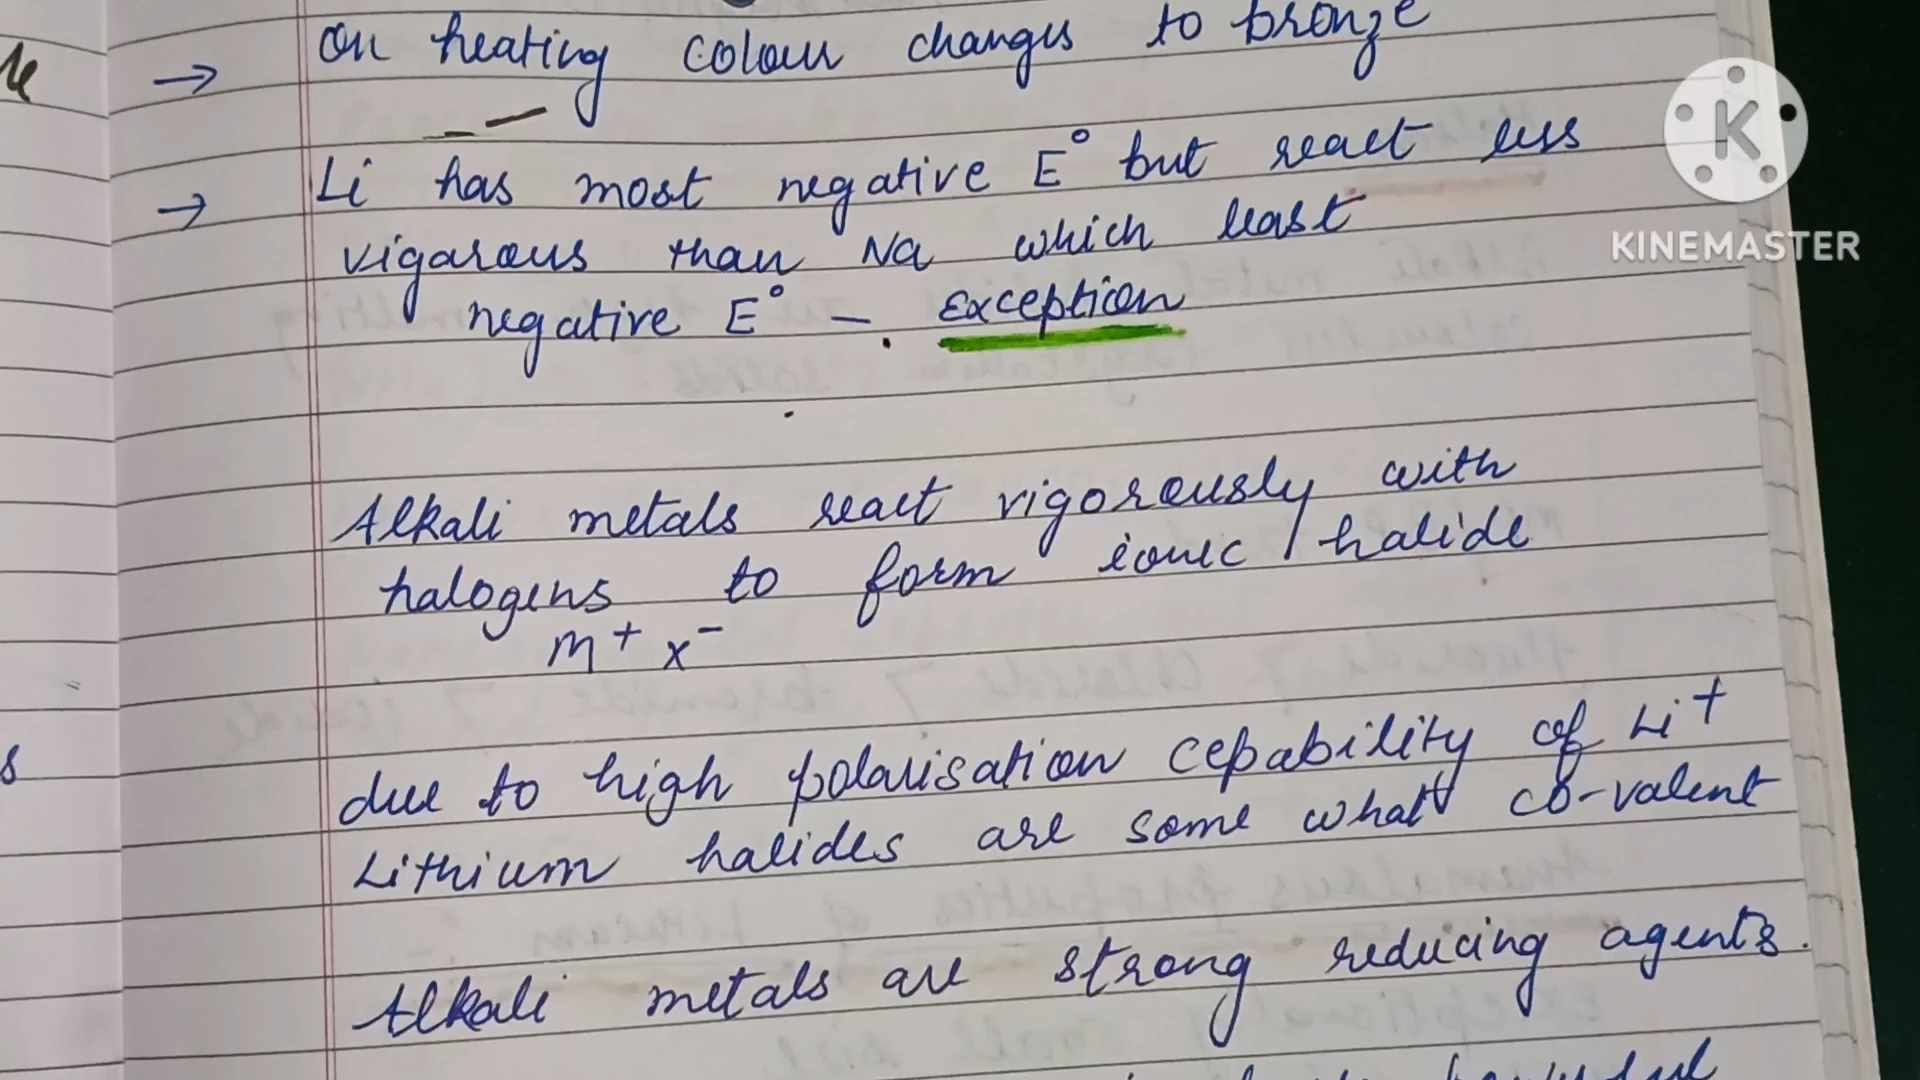 → On heating colour changes to bronze
→ Li has most negative E° but react less
vigarous than Na which least
negative E° - Exception
Alkali metals react vigorously with
halogens to form ionic halide
M+ X-
due to high polarisation cepability of Li+
Lithium halides are some what co-valent
Alkali metals are strong reducing agents.
K
KINEMASTER